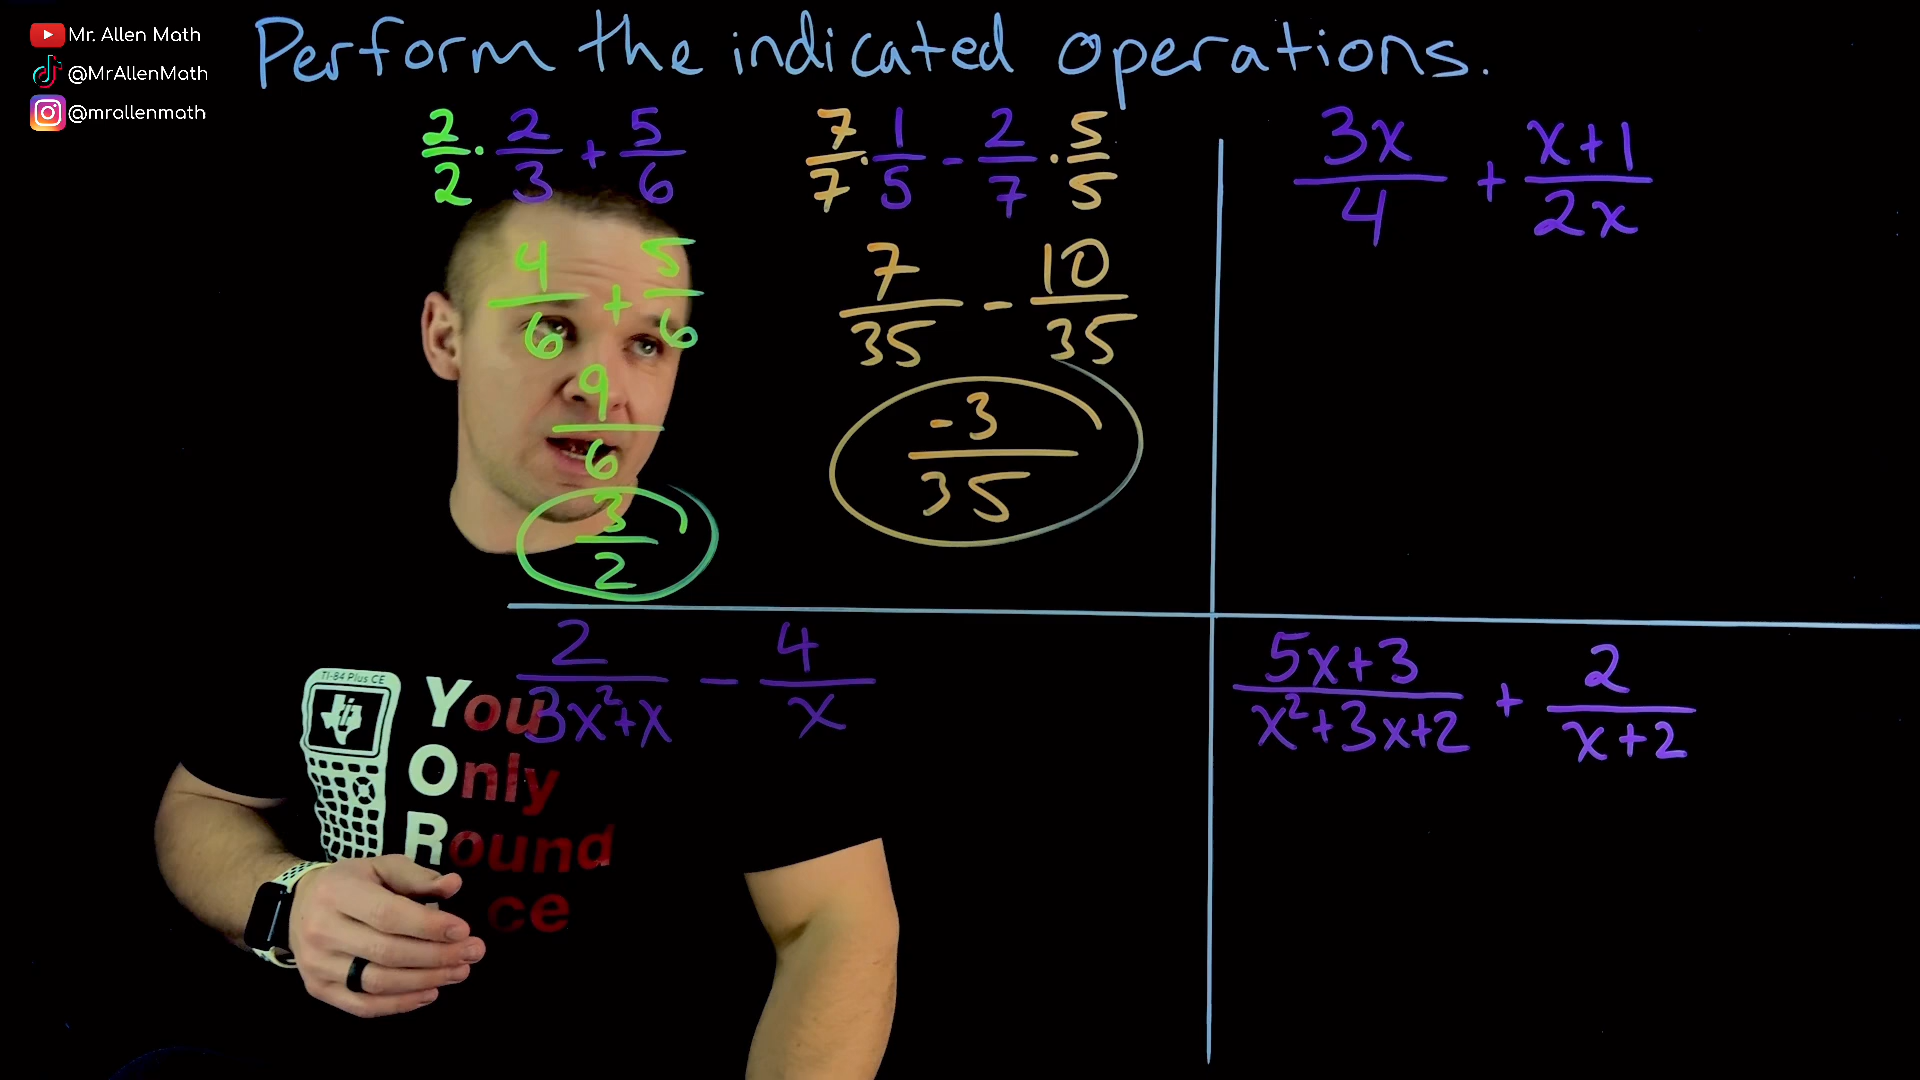 Mr. Allen Math
@MrAllenMath
@mrallenmath
Perform the indicated operations.
2/2 · 2/3 + 5/6
4/6 + 5/6
9/6
3/2
7/7 · 1/5 - 2/7 · 5/5
7/35 - 10/35
-3/35
3x/4 + x+1/2x
2/3x²+x - 4/x
5x+3/x²+3x+2 + 2/x+2
TI-84 Plus CE
You
Only
Round
ce